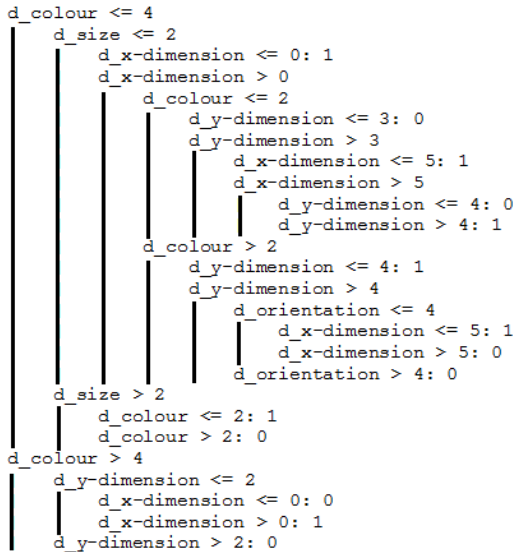 d_colour <= 4
d_size <= 2
d_x-dimension <= 0: 1
d_x-dimension > 0
d_colour <= 2
d_y-dimension <= 3: 0
d_y-dimension > 3
d_x-dimension <= 5: 1
d_x-dimension > 5
d_y-dimension <= 4: 0
d_y-dimension > 4: 1
d_colour > 2
d_y-dimension <= 4: 1
d_y-dimension > 4
d_orientation <= 4
d_x-dimension <= 5: 1
d_x-dimension > 5: 0
d_orientation > 4: 0
d_size > 2
d_colour <= 2: 1
d_colour > 2: 0
d_colour > 4
d_y-dimension <= 2
d_x-dimension <= 0: 0
d_x-dimension > 0: 1
d_y-dimension > 2: 0